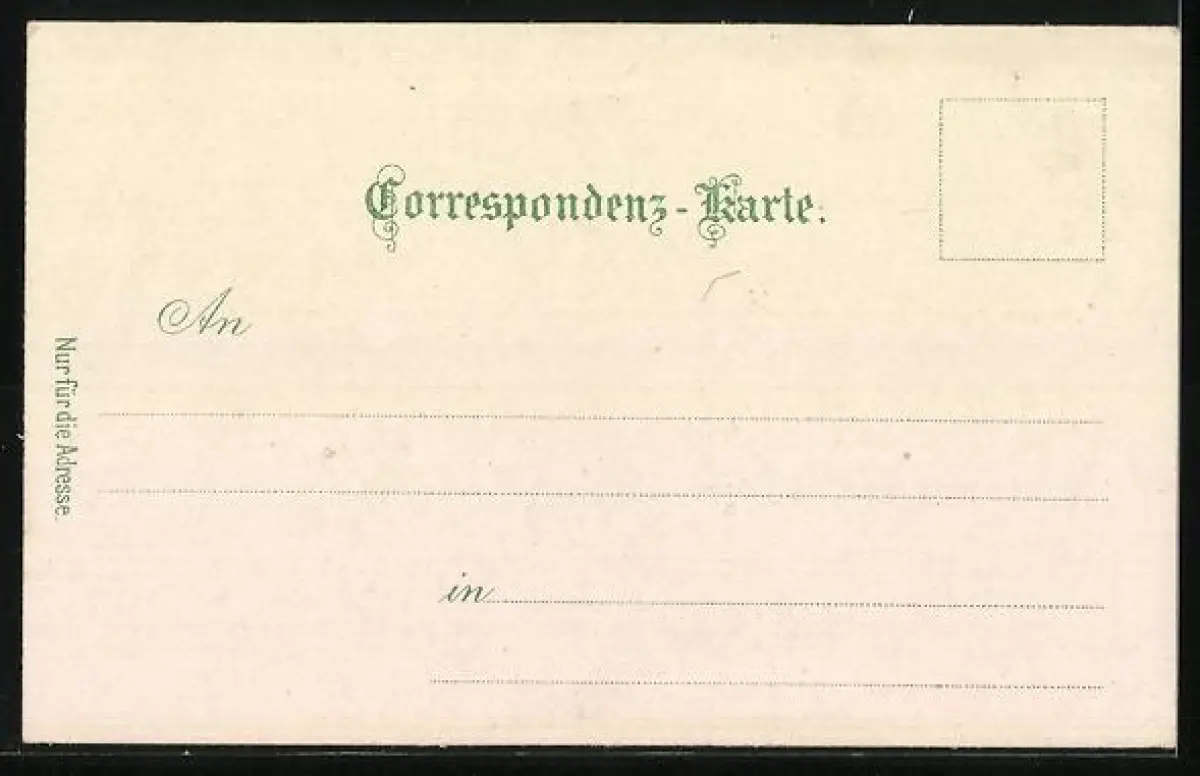 Correspondenz-Karte.
An
Nur für die Adresse.
in